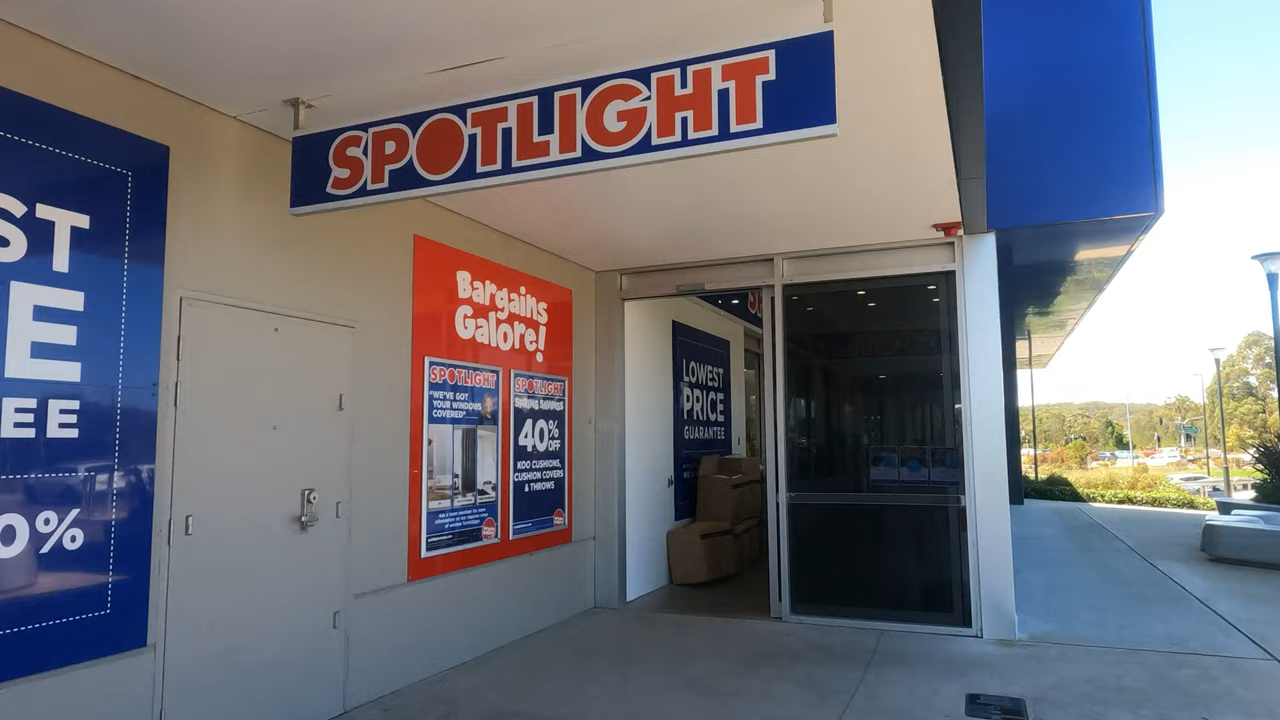 SPOTLIGHT
ST
E
EE
0%
Bargains
Galore!
SPOTLIGHT
"WE'VE GOT
YOUR WINDOWS
COVERED"
SPOTLIGHT
SPRING SAVINGS
40%
OFF
KOO CUSHIONS,
CUSHION COVERS
& THROWS
LOWEST
PRICE
GUARANTEE